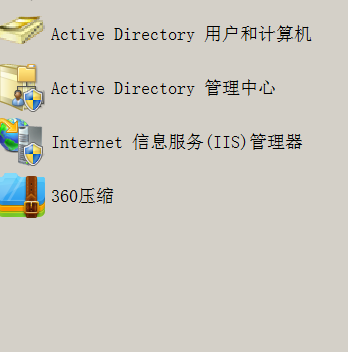 Active Directory 用户和计算机
Active Directory 管理中心
Internet 信息服务(IIS)管理器
360压缩